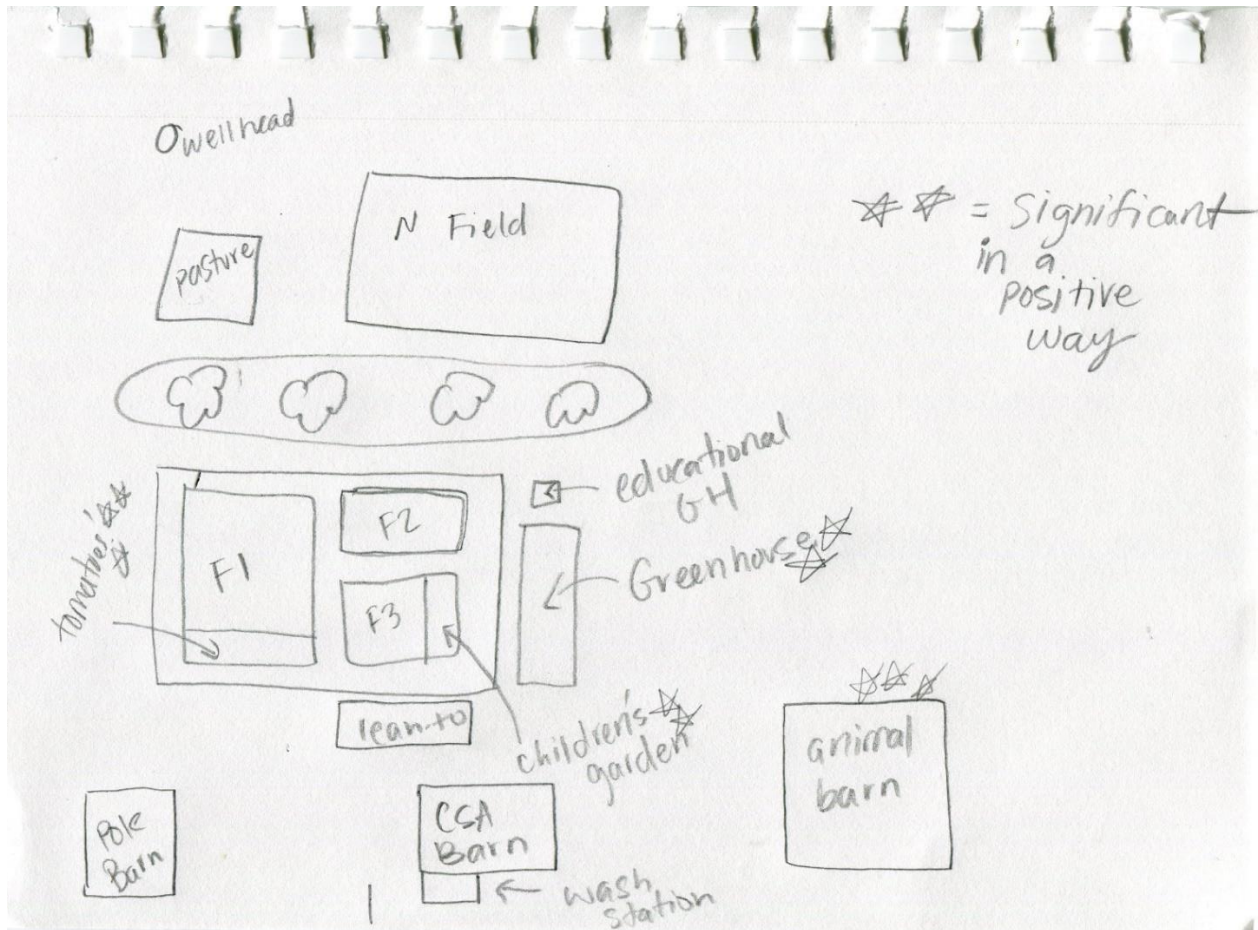 wellhead
N Field
pasture
☆☆ = Significant
in a
positive
way
educational
GH
tomatoes ☆☆
☆
F1
F2
F3
Greenhouse ☆
☆
lean-to
children's ☆
garden ☆
☆☆☆
animal
barn
Pole
Barn
CSA
Barn
wash
station